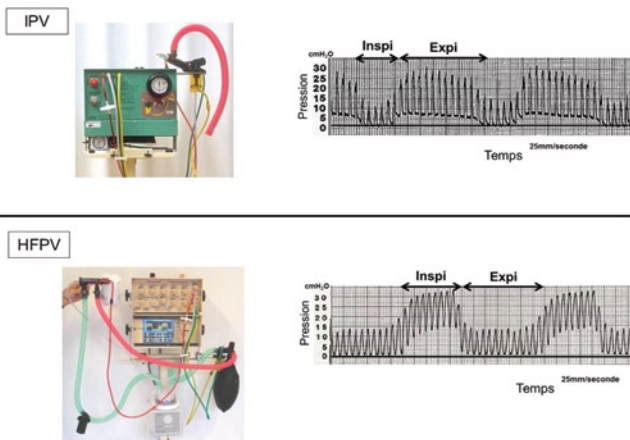 IPV
cmH₂O
Inspi
Expi
30
25
20
15
10
5
0
Pression
25mm/seconde
Temps
HFPV
Inspi
Expi
cmH₂O
30
25
20
15
10
5
0
Pression
25mm/seconde
Temps